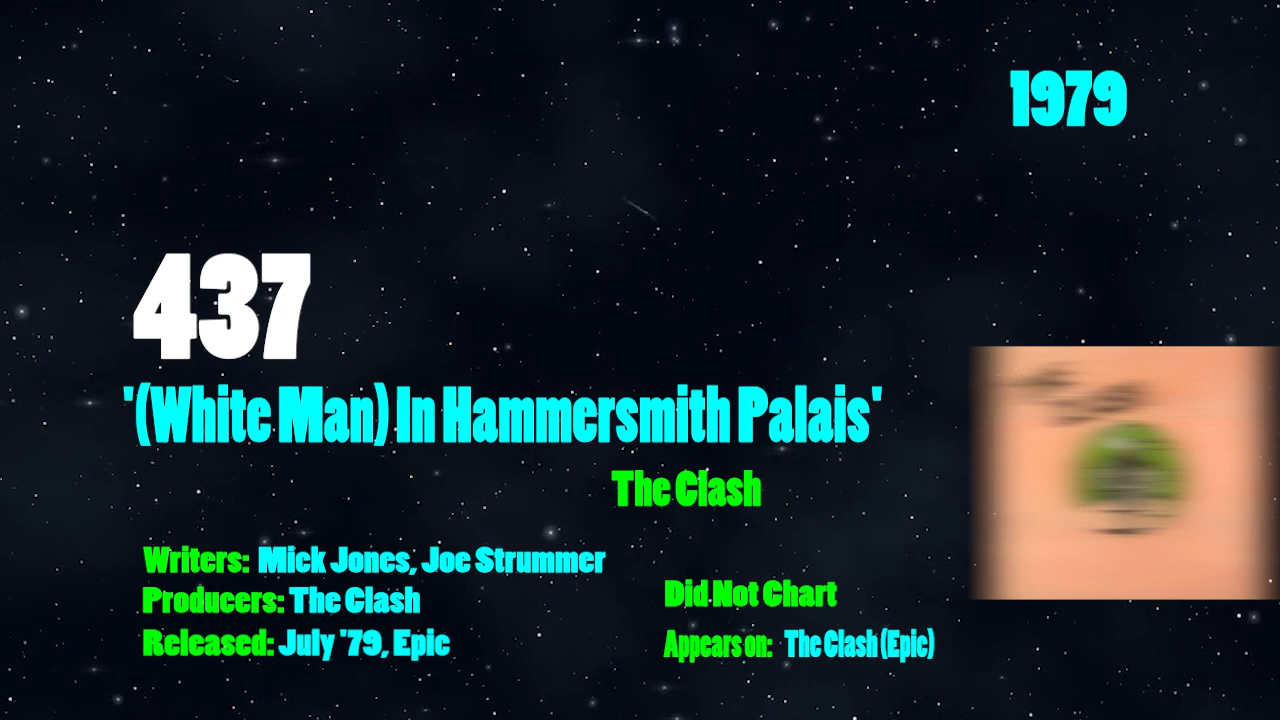 1979
437
'(White Man) In Hammersmith Palais'
The Clash
Writers: Mick Jones, Joe Strummer
Producers: The Clash
Released: July '79, Epic
Did Not Chart
Appears on: The Clash (Epic)